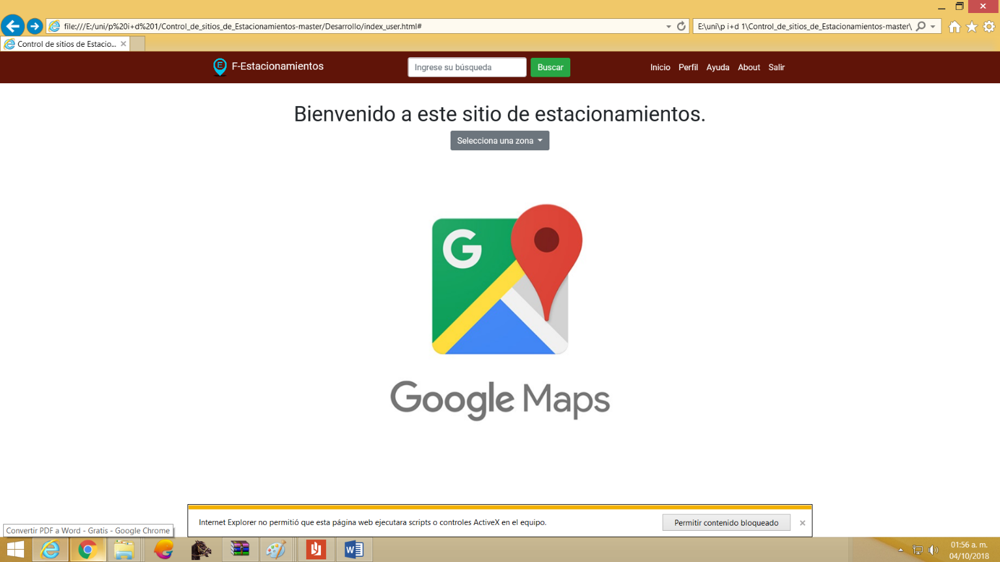 file:///E:/uni/p%20i+d%201/Control_de_sitios_de_Estacionamientos-master/Desarrollo/index_user.html#
E:\uni\p i+d 1\Control_de_sitios_de_Estacionamientos-master\
Control de sitios de Estacio...
E
F-Estacionamientos
Ingrese su búsqueda
Buscar
Inicio Perfil Ayuda About Salir
Bienvenido a este sitio de estacionamientos.
Selecciona una zona
G
Google Maps
Internet Explorer no permitió que esta página web ejecutara scripts o controles ActiveX en el equipo.
Permitir contenido bloqueado
Convertir PDF a Word - Gratis - Google Chrome
01:56 a. m.
04/10/2018